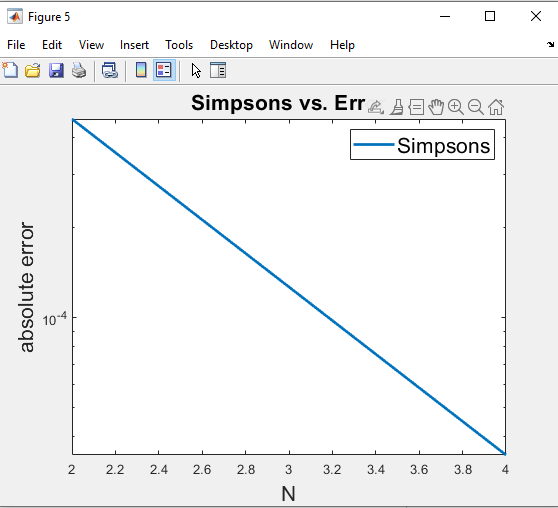 Figure 5
File Edit View Insert Tools Desktop Window Help
Simpsons vs. Err
Simpsons
absolute error
10-4
2 2.2 2.4 2.6 2.8 3 3.2 3.4 3.6 3.8 4
N